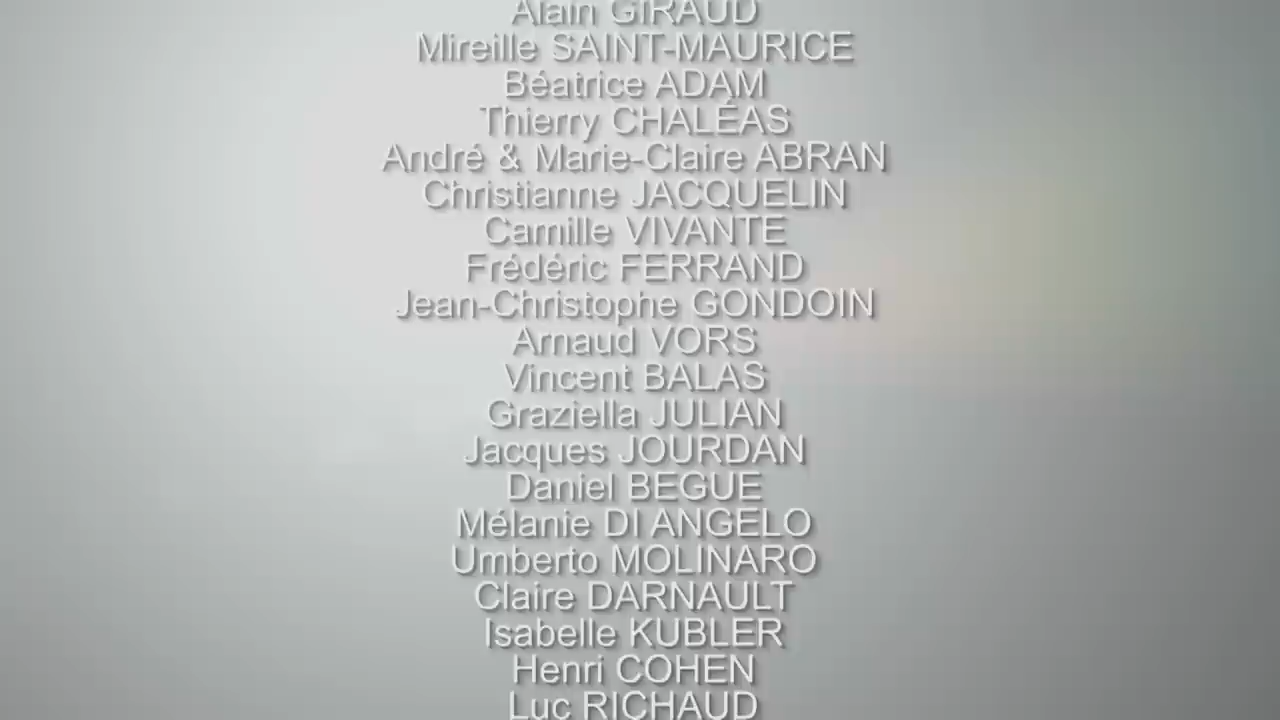 Alain GIRAUD
Mireille SAINT-MAURICE
Béatrice ADAM
Thierry CHALÉAS
André & Marie-Claire ABRAN
Christianne JACQUELIN
Camille VIVANTE
Frédéric FERRAND
Jean-Christophe GONDOIN
Arnaud VORS
Vincent BALAS
Graziella JULIAN
Jacques JOURDAN
Daniel BEGUE
Mélanie DI ANGELO
Umberto MOLINARO
Claire DARNAULT
Isabelle KUBLER
Henri COHEN
Luc RICHAUD